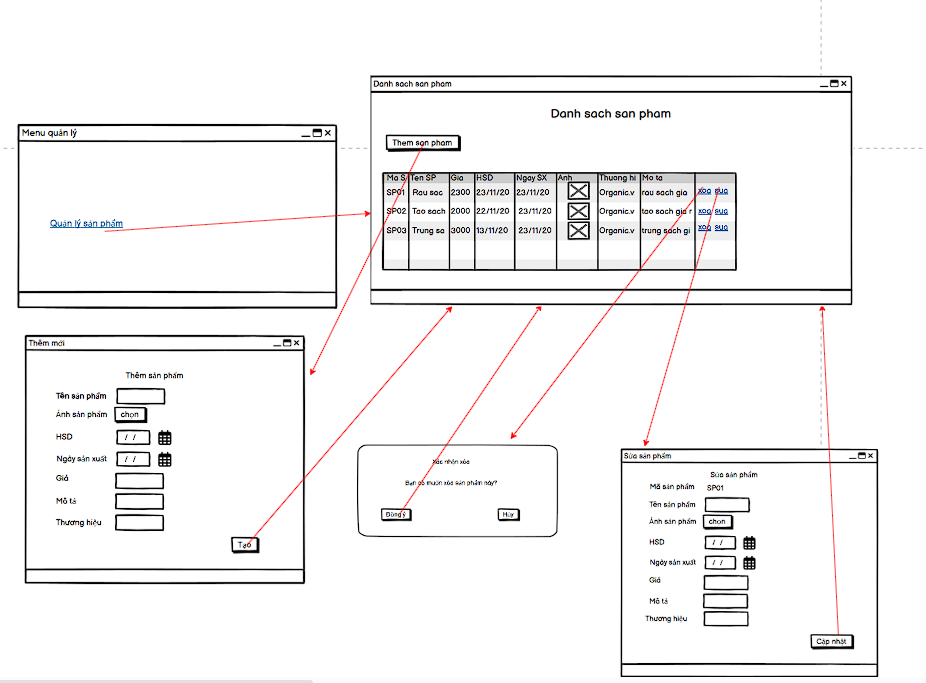 Danh sach san pham
Danh sach san pham
Them san pham
Ma S Ten SP Gia HSD Ngay SX Anh Thuong hi Mo ta
SP01 Rau sac 2300 23/11/20 23/11/20 Organic.v rau sach gia xoa sua
SP02 Tao sach 2000 22/11/20 23/11/20 Organic.v tao sach gia r xoa sua
SP03 Trung sa 3000 13/11/20 23/11/20 Organic.v trung sach gi xoa sua
Menu quản lý
Quản lý sản phẩm
Thêm mới
Thêm sản phẩm
Tên sản phẩm
Ảnh sản phẩm chọn
HSD / /
Ngày sản xuất / /
Giá
Mô tả
Thương hiệu
Tạo
Xác nhận xóa
Bạn có muốn xóa sản phẩm này?
Đồng ý Hủy
Sửa sản phẩm
Sửa sản phẩm
Mã sản phẩm SP01
Tên sản phẩm
Ảnh sản phẩm chọn
HSD / /
Ngày sản xuất / /
Giá
Mô tả
Thương hiệu
Cập nhật